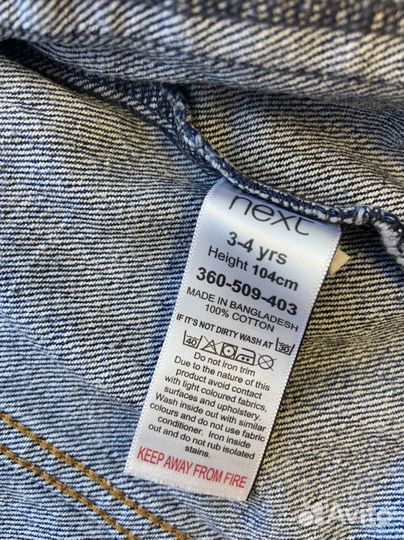 next
3-4 yrs
Height 104cm
360-509-403
MADE IN BANGLADESH
100% COTTON
IF IT'S NOT DIRTY WASH AT 30
40
Do not Iron trim
Due to the nature of this
product avoid contact
with light coloured fabrics,
surfaces and upholstery.
Wash inside out with similar
colours and do not use fabric
conditioner. Iron inside
out and do not rub isolated
stains.
KEEP AWAY FROM FIRE
Avito